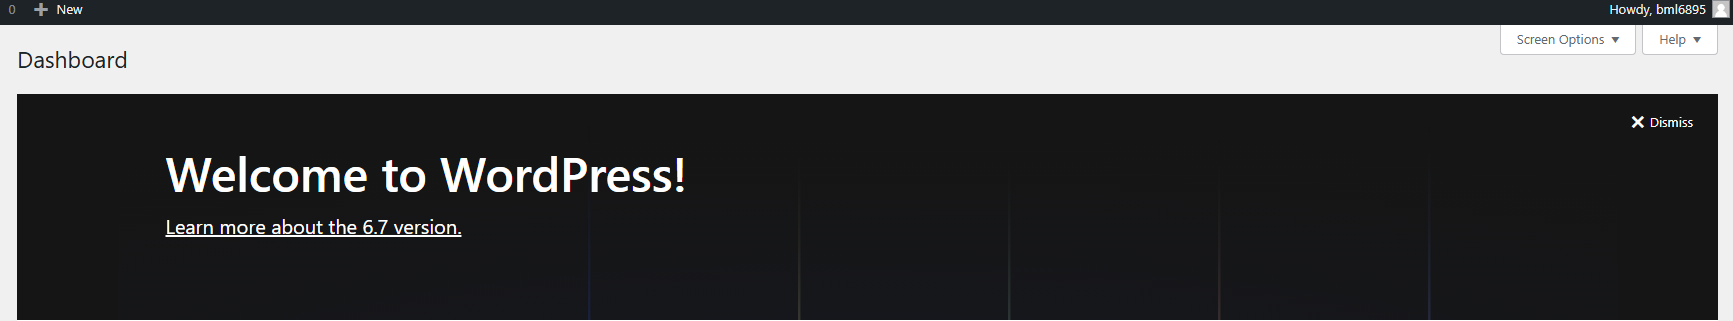 0 New Howdy, bml6895
Screen Options Help
Dashboard
Dismiss
Welcome to WordPress!
Learn more about the 6.7 version.